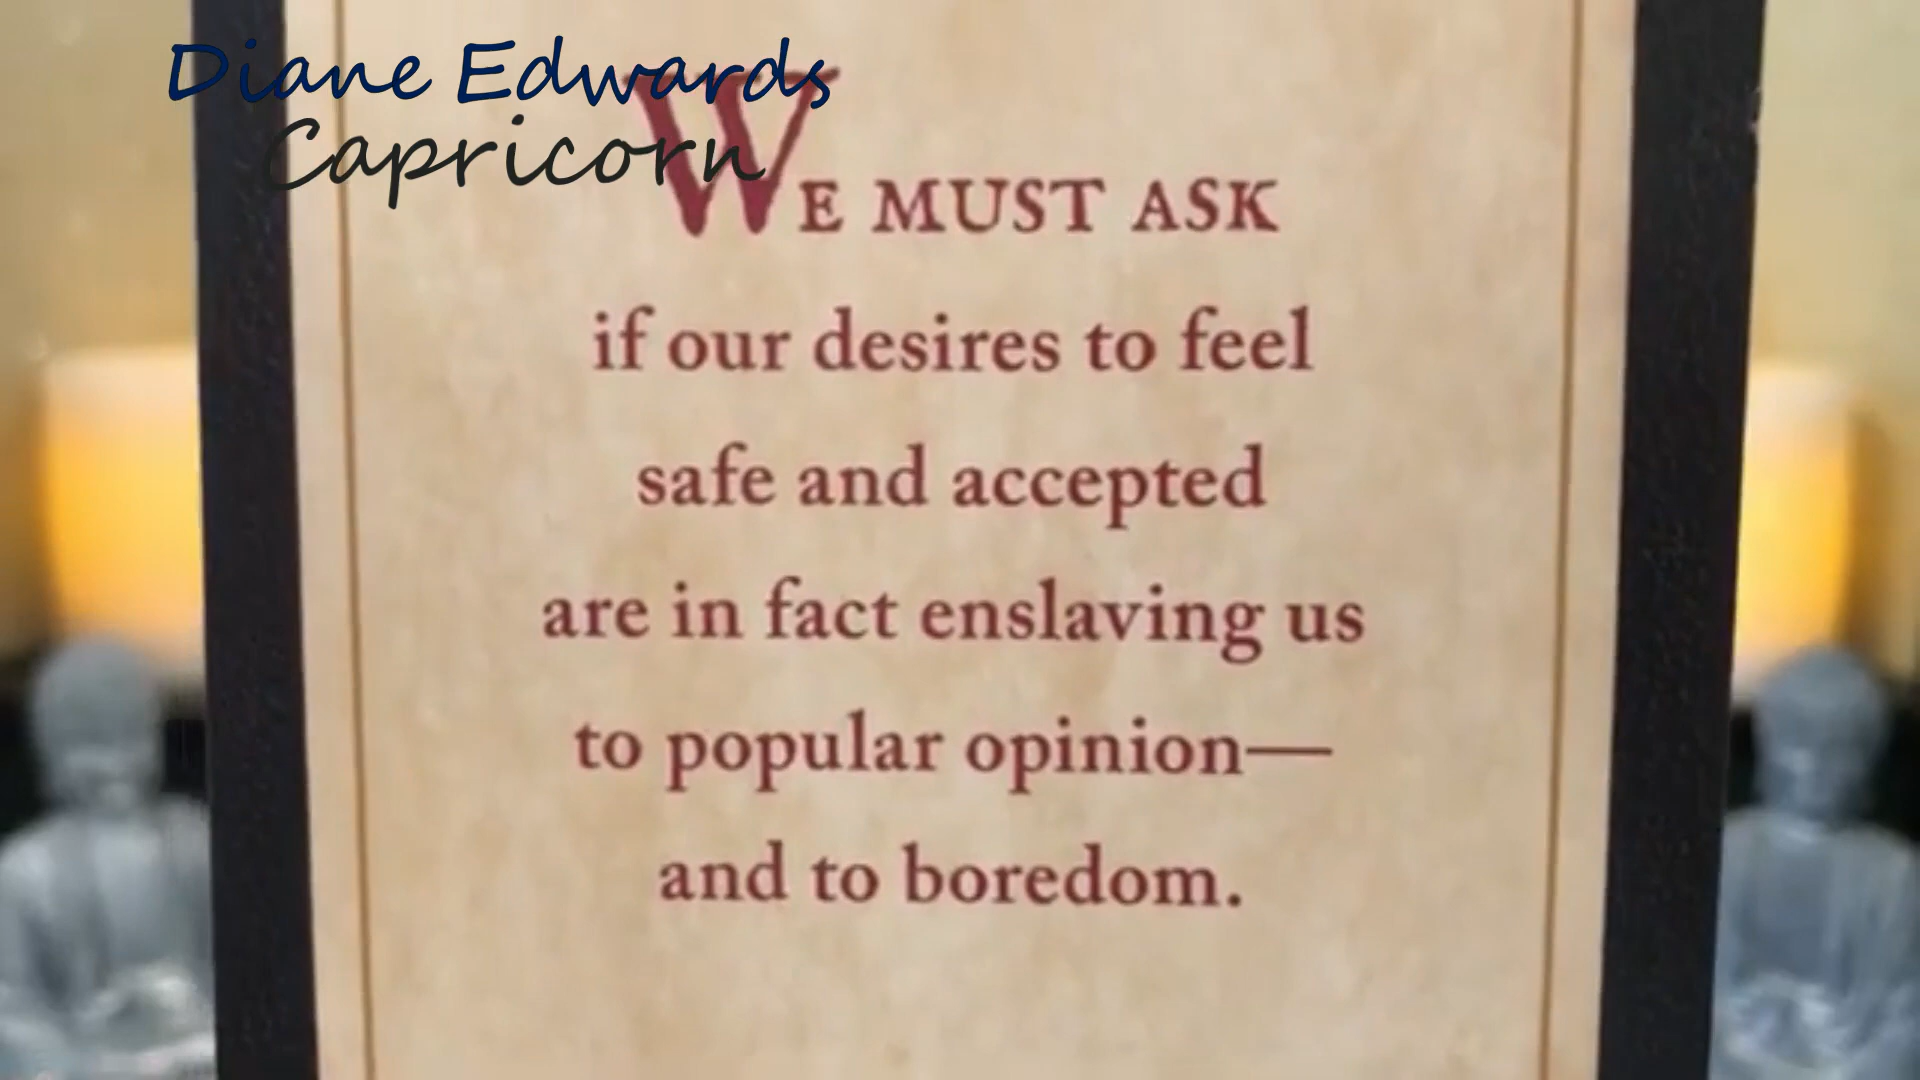 Diane Edwards
Capricorn
WE MUST ASK
if our desires to feel
safe and accepted
are in fact enslaving us
to popular opinion—
and to boredom.